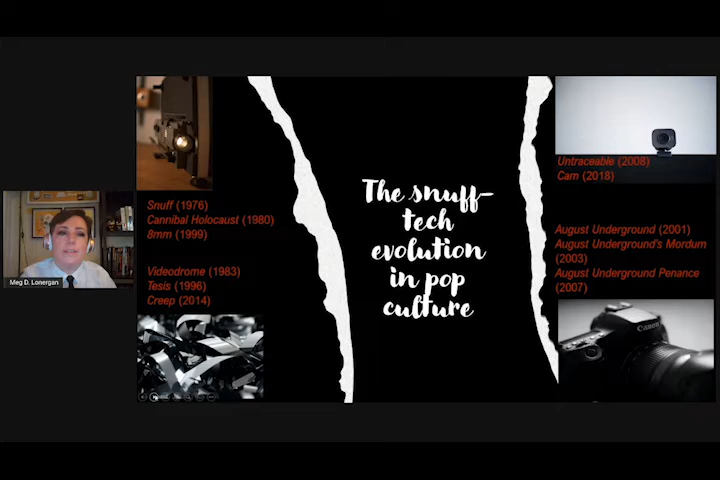 Snuff (1976)
Cannibal Holocaust (1980)
8mm (1999)
Videodrome (1983)
Tesis (1996)
Creep (2014)
The snuff-
tech
evolution
in pop
culture
Untraceable (2008)
Cam (2018)
August Underground (2001)
August Underground's Mordum
(2003)
August Underground Penance
(2007)
Canon
Meg D. Lonergan